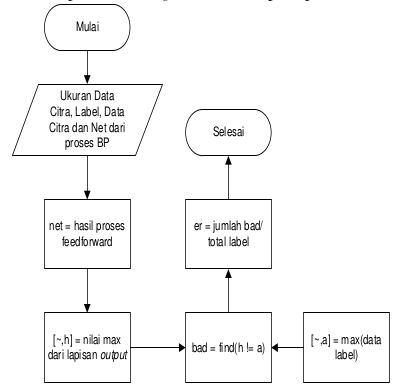 Mulai
Ukuran Data
Citra, Label, Data
Citra dan Net dari
proses BP
Selesai
net = hasil proses
feedforward
er = jumlah bad/
total label
[~,h] = nilai max
dari lapisan output
bad = find(h != a)
[~,a] = max(data
label)